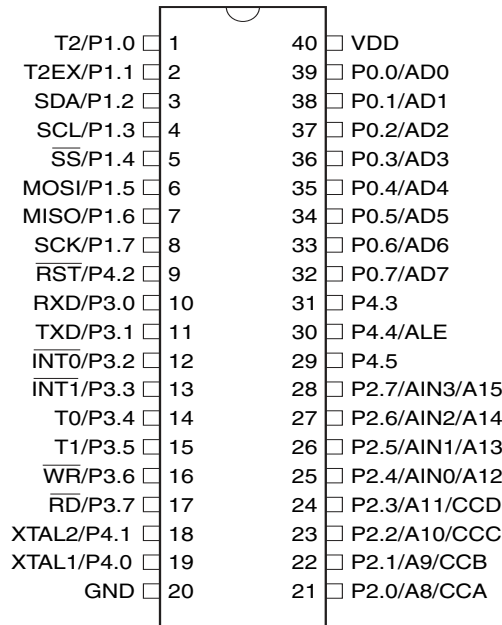 T2/P1.0 1 40 VDD
T2EX/P1.1 2 39 P0.0/AD0
SDA/P1.2 3 38 P0.1/AD1
SCL/P1.3 4 37 P0.2/AD2
S̅S̅/P1.4 5 36 P0.3/AD3
MOSI/P1.5 6 35 P0.4/AD4
MISO/P1.6 7 34 P0.5/AD5
SCK/P1.7 8 33 P0.6/AD6
R̅S̅T̅/P4.2 9 32 P0.7/AD7
RXD/P3.0 10 31 P4.3
TXD/P3.1 11 30 P4.4/ALE
I̅N̅T̅0̅/P3.2 12 29 P4.5
I̅N̅T̅1̅/P3.3 13 28 P2.7/AIN3/A15
T0/P3.4 14 27 P2.6/AIN2/A14
T1/P3.5 15 26 P2.5/AIN1/A13
W̅R̅/P3.6 16 25 P2.4/AIN0/A12
R̅D̅/P3.7 17 24 P2.3/A11/CCD
XTAL2/P4.1 18 23 P2.2/A10/CCC
XTAL1/P4.0 19 22 P2.1/A9/CCB
GND 20 21 P2.0/A8/CCA